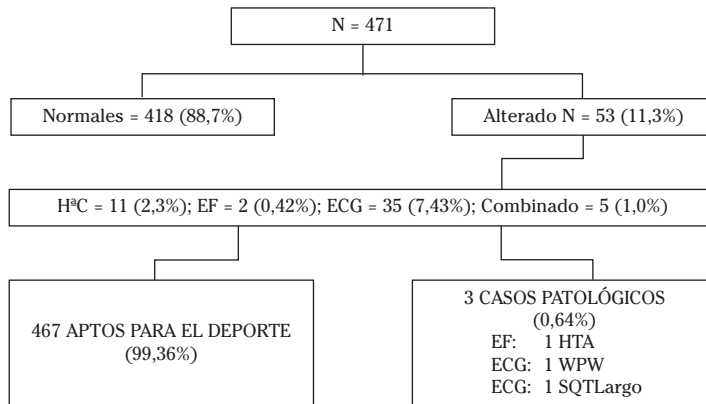 N = 471
Normales = 418 (88,7%)
Alterado N = 53 (11,3%)
HªC = 11 (2,3%); EF = 2 (0,42%); ECG = 35 (7,43%); Combinado = 5 (1,0%)
467 APTOS PARA EL DEPORTE
(99,36%)
3 CASOS PATOLÓGICOS
(0,64%)
EF: 1 HTA
ECG: 1 WPW
ECG: 1 SQTLargo